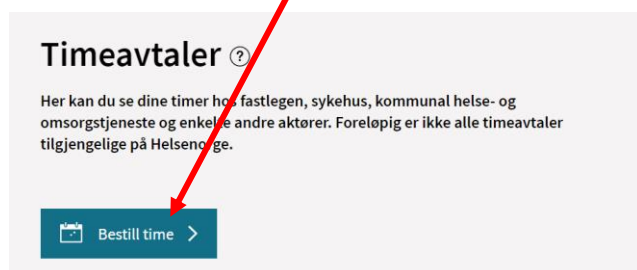 Timeavtaler ?
Her kan du se dine timer hos fastlegen, sykehus, kommunal helse- og
omsorgstjeneste og enkelte andre aktører. Foreløpig er ikke alle timeavtaler
tilgjengelige på Helsenorge.
Bestill time